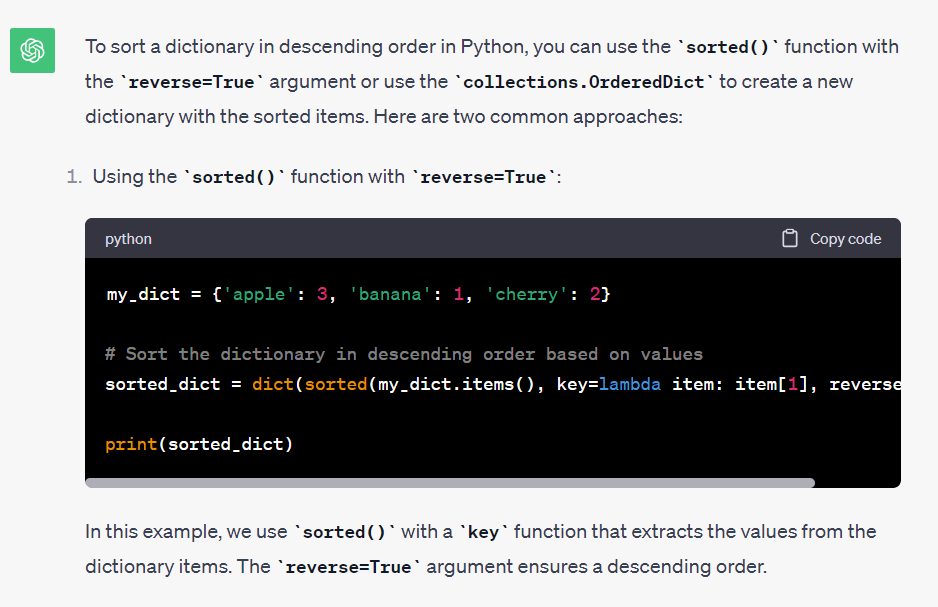 To sort a dictionary in descending order in Python, you can use the `sorted()` function with
the `reverse=True` argument or use the `collections.OrderedDict` to create a new
dictionary with the sorted items. Here are two common approaches:
1. Using the `sorted()` function with `reverse=True`:
python Copy code
my_dict = {'apple': 3, 'banana': 1, 'cherry': 2}
# Sort the dictionary in descending order based on values
sorted_dict = dict(sorted(my_dict.items(), key=lambda item: item[1], reverse
print(sorted_dict)
In this example, we use `sorted()` with a `key` function that extracts the values from the
dictionary items. The `reverse=True` argument ensures a descending order.